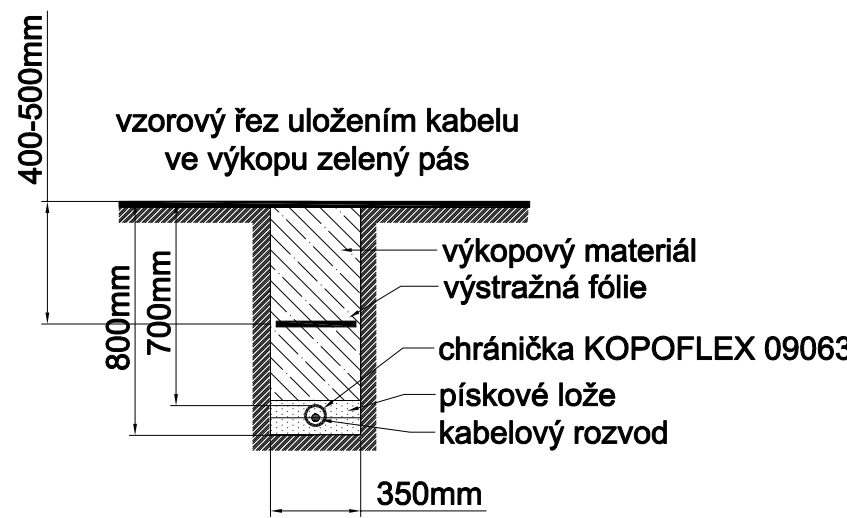 400-500mm
vzorový řez uložením kabelu
ve výkopu zelený pás
výkopový materiál
výstražná fólie
800mm
700mm
chránička KOPOFLEX 09063
pískové lože
kabelový rozvod
350mm